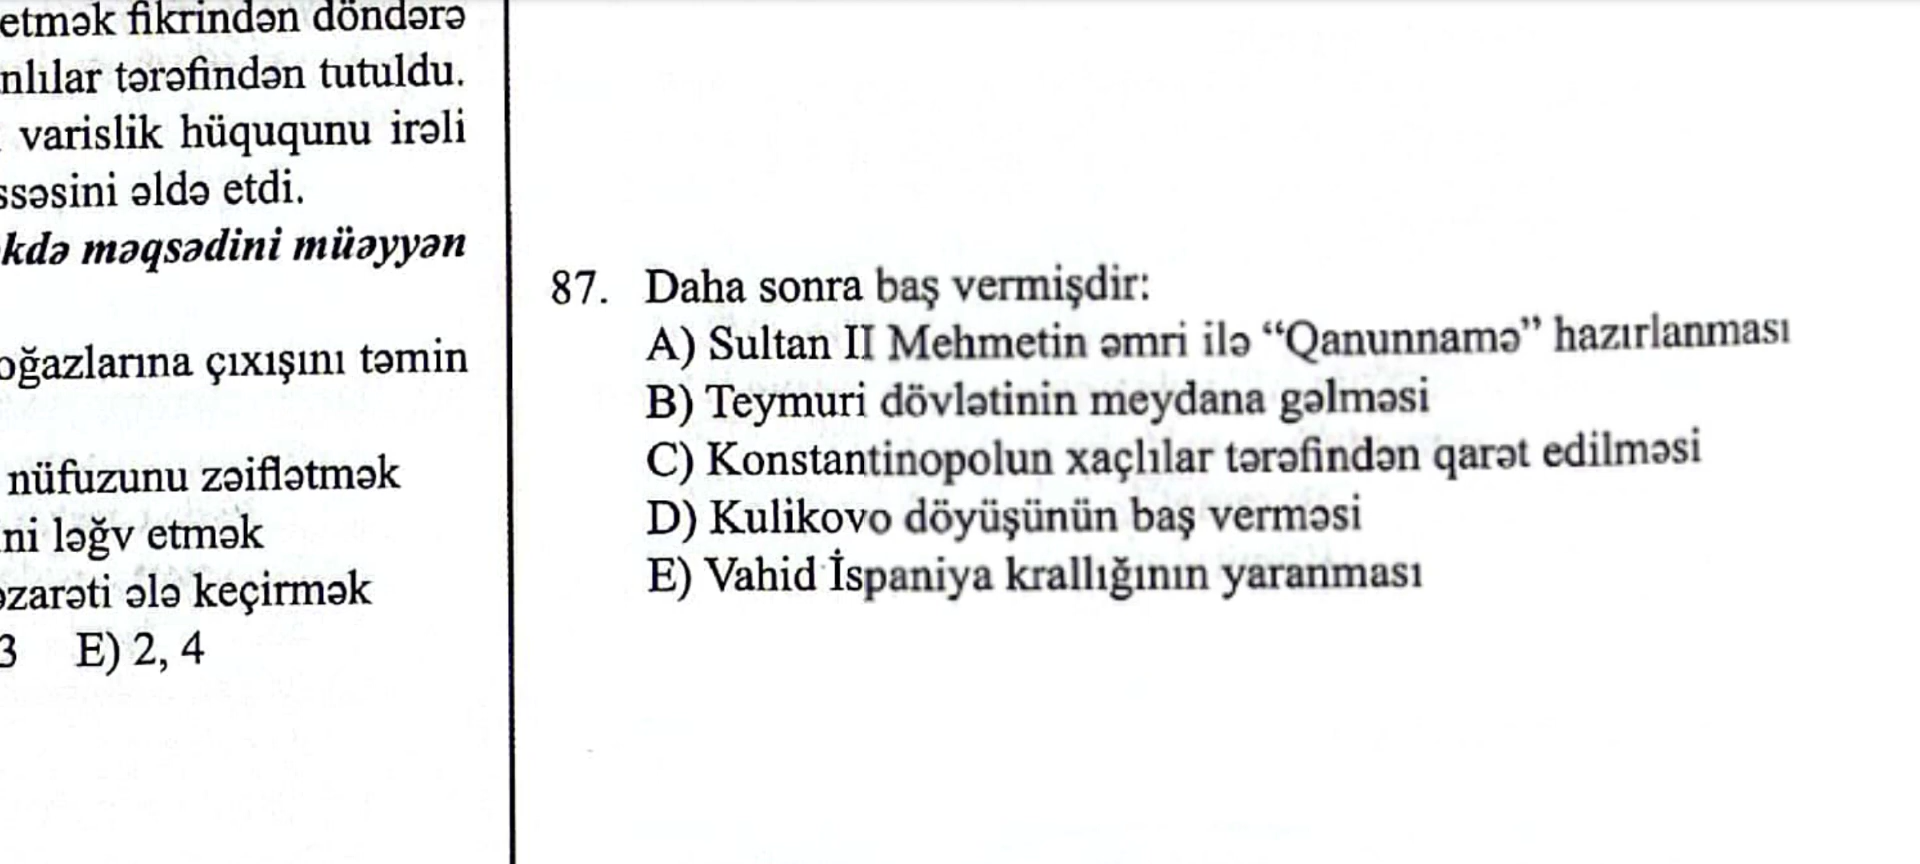 etmək fikrindən döndərə
nlılar tərəfindən tutuldu.
varislik hüququnu irəli
ssəsini əldə etdi.
kdə məqsədini müəyyən
oğazlarına çıxışını təmin
nüfuzunu zəiflətmək
ni ləğv etmək
əzarəti ələ keçirmək
3 E) 2, 4
87. Daha sonra baş vermişdir:
A) Sultan II Mehmetin əmri ilə “Qanunnamə” hazırlanması
B) Teymuri dövlətinin meydana gəlməsi
C) Konstantinopolun xaçlılar tərəfindən qarət edilməsi
D) Kulikovo döyüşünün baş verməsi
E) Vahid İspaniya krallığının yaranması